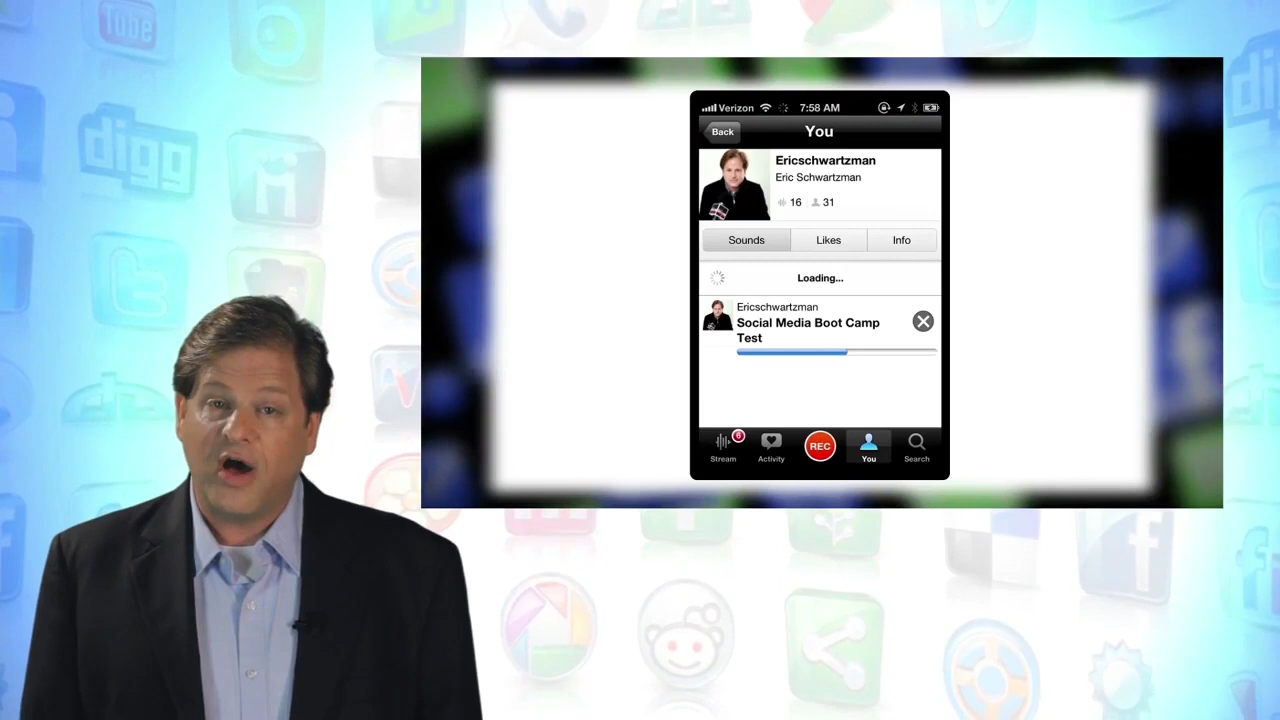 Tube
digg
Verizon 7:58 AM
Back You
Ericschwartzman
Eric Schwartzman
16 31
Sounds Likes Info
Loading...
Ericschwartzman
Social Media Boot Camp
Test
6
Stream Activity REC You Search